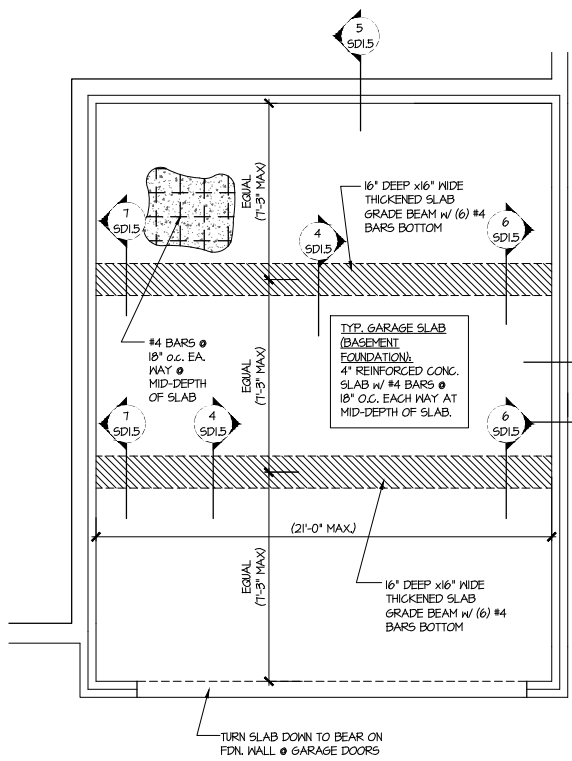 5
SD1.5
EQUAL
(7'-3" MAX)
16" DEEP x16" WIDE
THICKENED SLAB
GRADE BEAM W/ (6) #4
BARS BOTTOM
7
SD1.5
4
SD1.5
6
SD1.5
#4 BARS @
18" O.C. EA.
WAY @
MID-DEPTH
OF SLAB
EQUAL
(7'-3" MAX)
TYP. GARAGE SLAB
(BASEMENT
FOUNDATION):
4" REINFORCED CONC.
SLAB W/ #4 BARS @
18" O.C. EACH WAY AT
MID-DEPTH OF SLAB.
7
SD1.5
4
SD1.5
6
SD1.5
(21'-0" MAX.)
EQUAL
(7'-3" MAX)
16" DEEP x16" WIDE
THICKENED SLAB
GRADE BEAM W/ (6) #4
BARS BOTTOM
TURN SLAB DOWN TO BEAR ON
FDN. WALL @ GARAGE DOORS